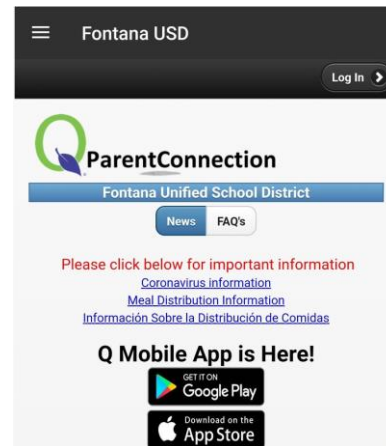 Fontana USD
Log In
Q ParentConnection
Fontana Unified School District
News FAQ's
Please click below for important information
Coronavirus information
Meal Distribution Information
Información Sobre la Distribución de Comidas
Q Mobile App is Here!
GET IT ON
Google Play
Download on the
App Store